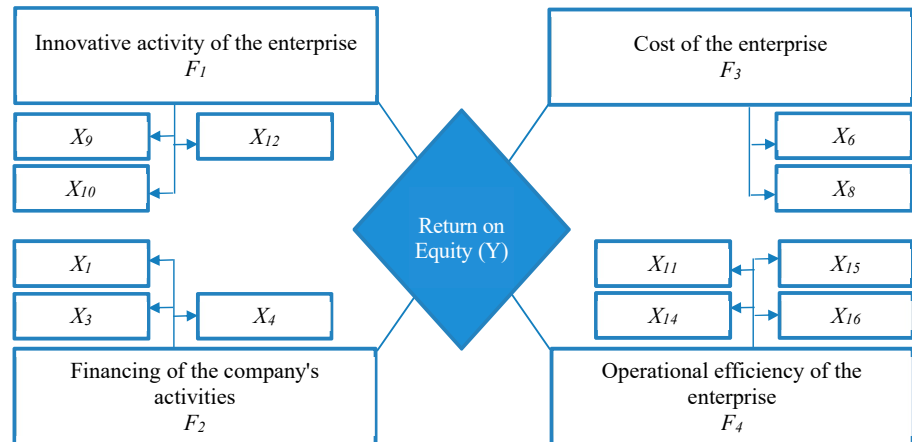 Innovative activity of the enterprise
F1
Cost of the enterprise
F3
X9
X12
X10
X6
X8
Return on
Equity (Y)
X1
X3
X4
X11
X15
X14
X16
Financing of the company's
activities
F2
Operational efficiency of the
enterprise
F4